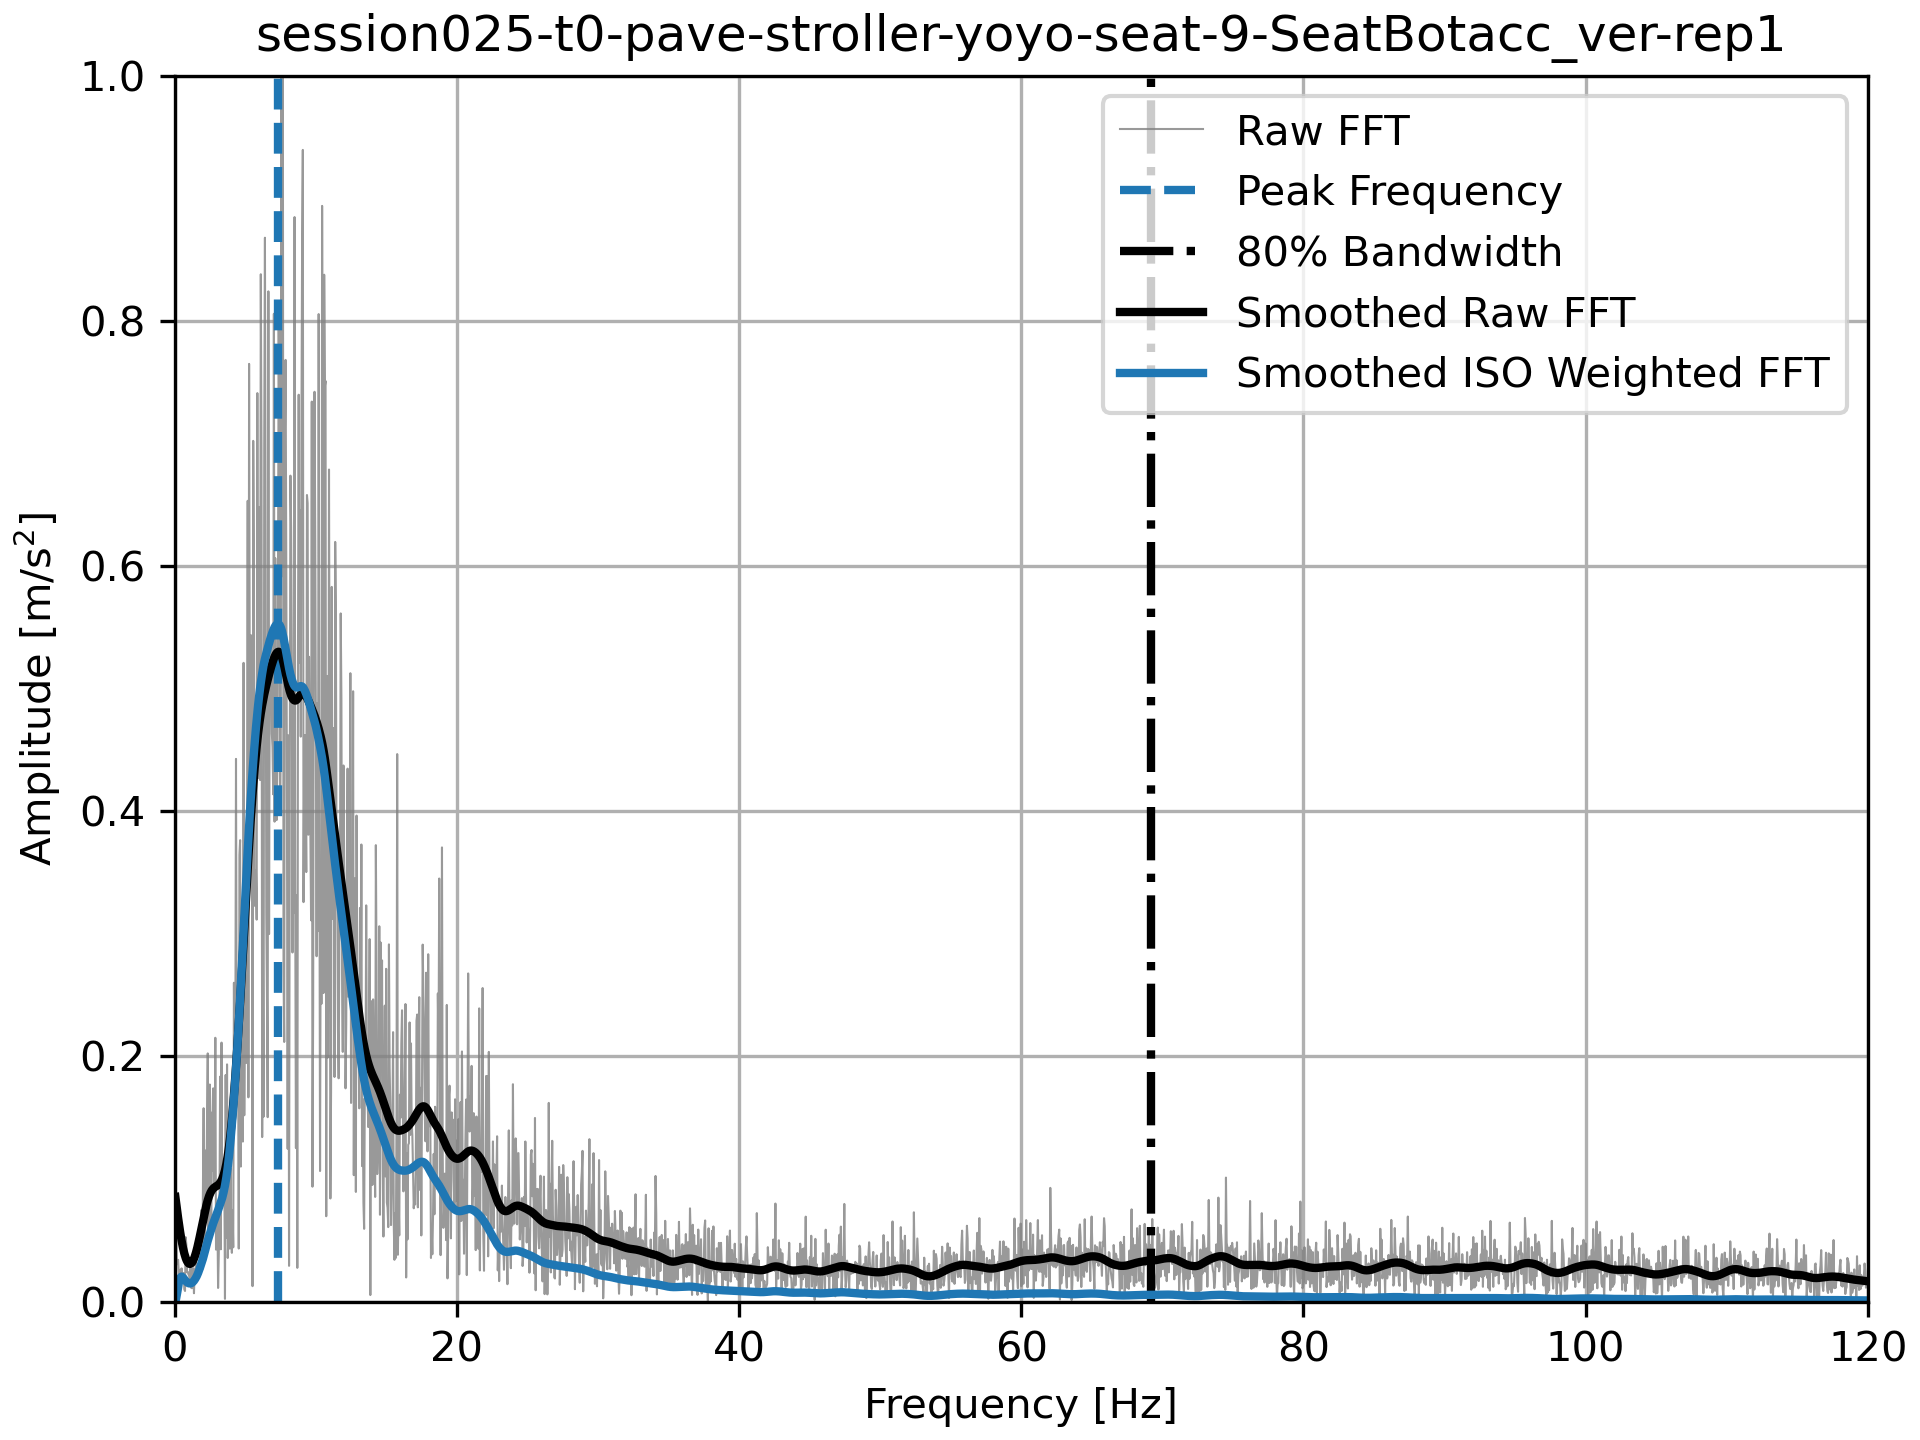 session025-t0-pave-stroller-yoyo-seat-9-SeatBotacc_ver-rep1
1.0
0.8
0.6
0.4
0.2
0.0
Amplitude [m/s²]
Raw FFT
Peak Frequency
80% Bandwidth
Smoothed Raw FFT
Smoothed ISO Weighted FFT
0 20 40 60 80 100 120
Frequency [Hz]